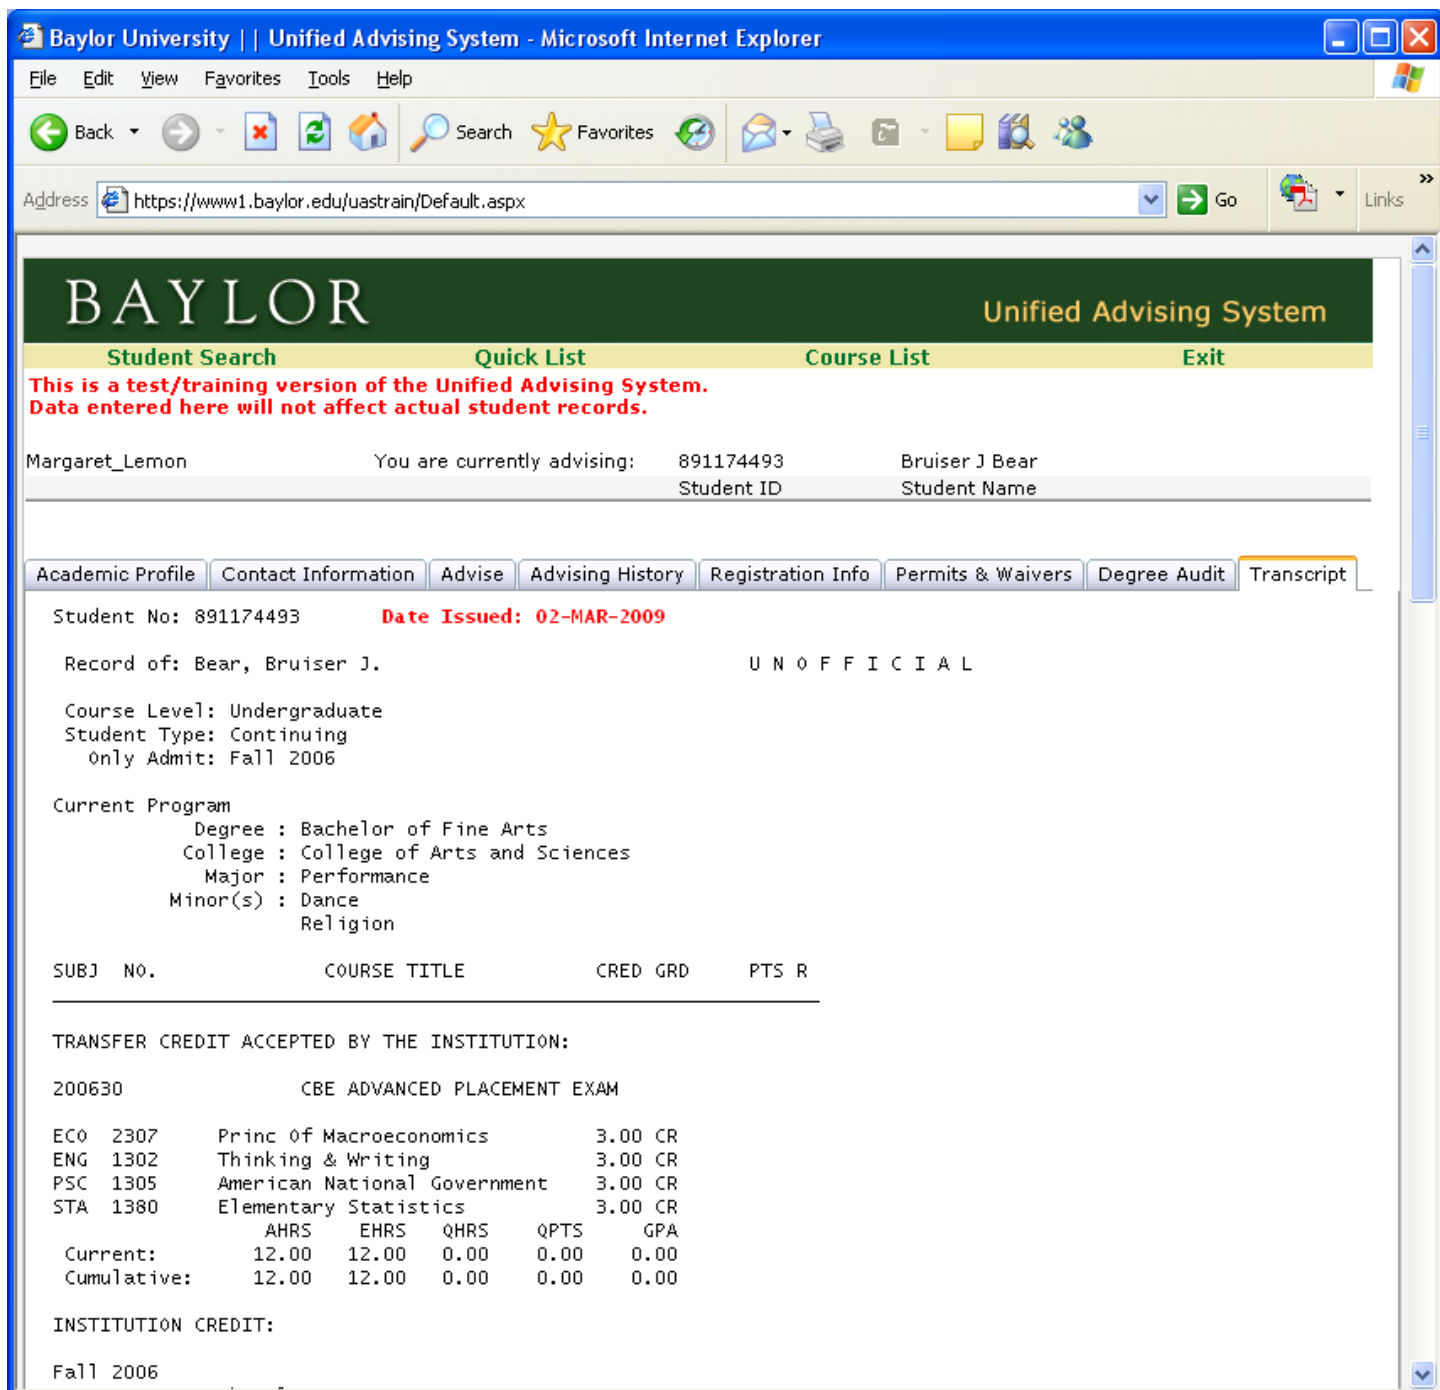 Baylor University || Unified Advising System - Microsoft Internet Explorer
File Edit View Favorites Tools Help
Back Search Favorites
Address https://www1.baylor.edu/uastrain/Default.aspx Go Links »
BAYLOR Unified Advising System
Student Search Quick List Course List Exit
This is a test/training version of the Unified Advising System.
Data entered here will not affect actual student records.
Margaret_Lemon You are currently advising: 891174493 Bruiser J Bear
Student ID Student Name
Academic Profile Contact Information Advise Advising History Registration Info Permits & Waivers Degree Audit Transcript
Student No: 891174493 Date Issued: 02-MAR-2009
Record of: Bear, Bruiser J. U N O F F I C I A L
Course Level: Undergraduate
Student Type: Continuing
Only Admit: Fall 2006
Current Program
Degree : Bachelor of Fine Arts
College : College of Arts and Sciences
Major : Performance
Minor(s) : Dance
Religion
SUBJ NO. COURSE TITLE CRED GRD PTS R
TRANSFER CREDIT ACCEPTED BY THE INSTITUTION:
200630 CBE ADVANCED PLACEMENT EXAM
ECO 2307 Princ Of Macroeconomics 3.00 CR
ENG 1302 Thinking & Writing 3.00 CR
PSC 1305 American National Government 3.00 CR
STA 1380 Elementary Statistics 3.00 CR
AHRS EHRS QHRS QPTS GPA
Current: 12.00 12.00 0.00 0.00 0.00
Cumulative: 12.00 12.00 0.00 0.00 0.00
INSTITUTION CREDIT:
Fall 2006